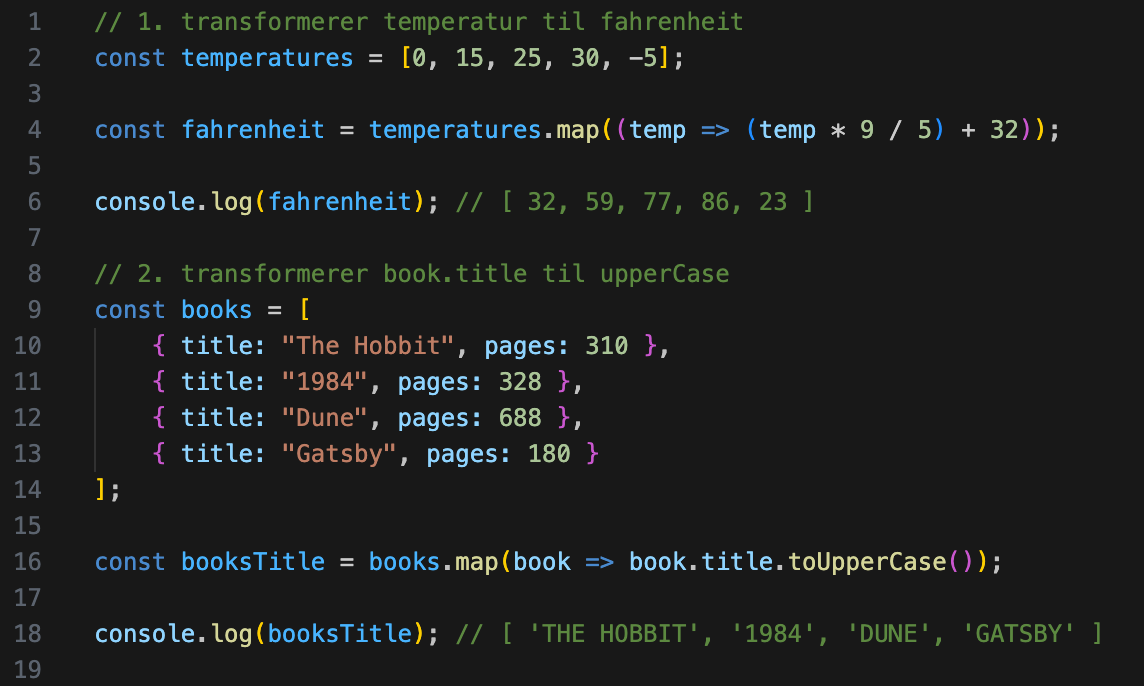 1 // 1. transformerer temperatur til fahrenheit
2 const temperatures = [0, 15, 25, 30, -5];
3
4 const fahrenheit = temperatures.map((temp => (temp * 9 / 5) + 32));
5
6 console.log(fahrenheit); // [ 32, 59, 77, 86, 23 ]
7
8 // 2. transformerer book.title til upperCase
9 const books = [
10     { title: "The Hobbit", pages: 310 },
11     { title: "1984", pages: 328 },
12     { title: "Dune", pages: 688 },
13     { title: "Gatsby", pages: 180 }
14 ];
15
16 const booksTitle = books.map(book => book.title.toUpperCase());
17
18 console.log(booksTitle); // [ 'THE HOBBIT', '1984', 'DUNE', 'GATSBY' ]
19